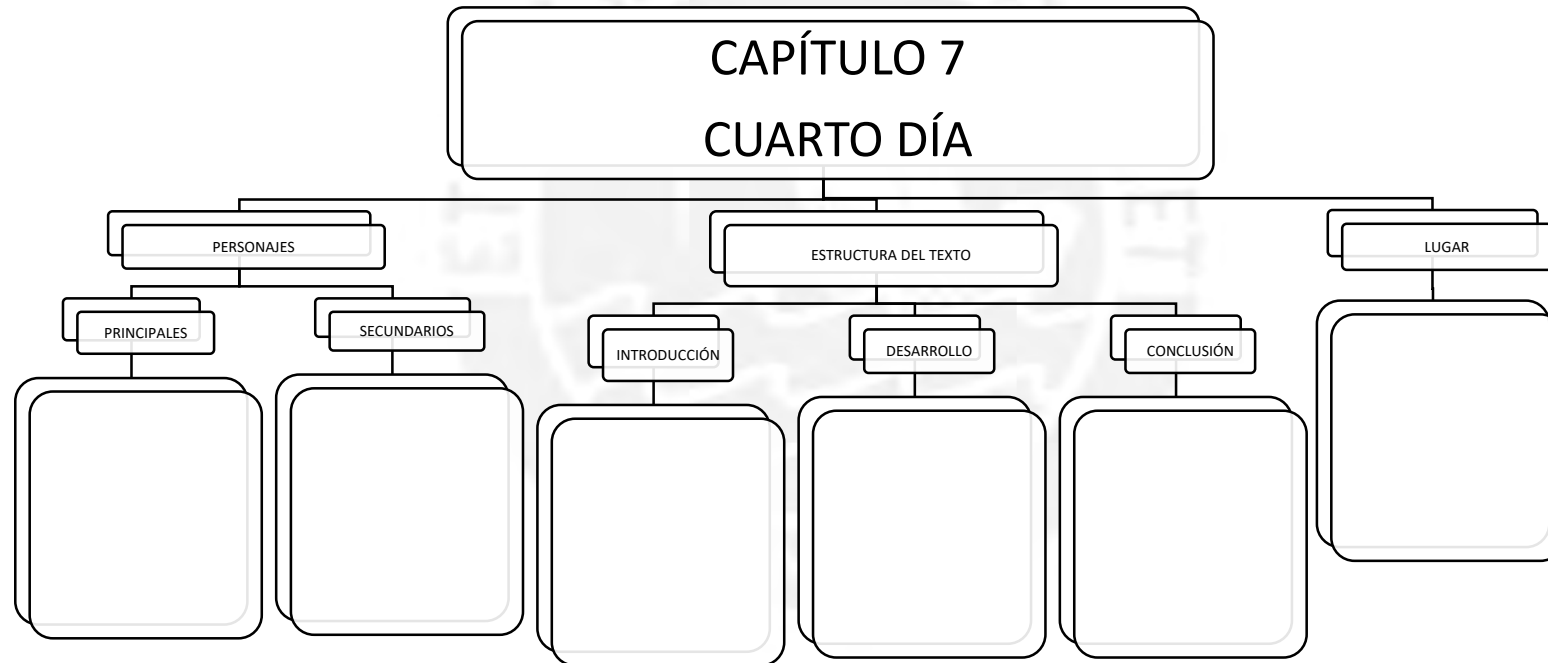 CAPÍTULO 7
CUARTO DÍA
PERSONAJES
ESTRUCTURA DEL TEXTO
LUGAR
PRINCIPALES
SECUNDARIOS
INTRODUCCIÓN
DESARROLLO
CONCLUSIÓN